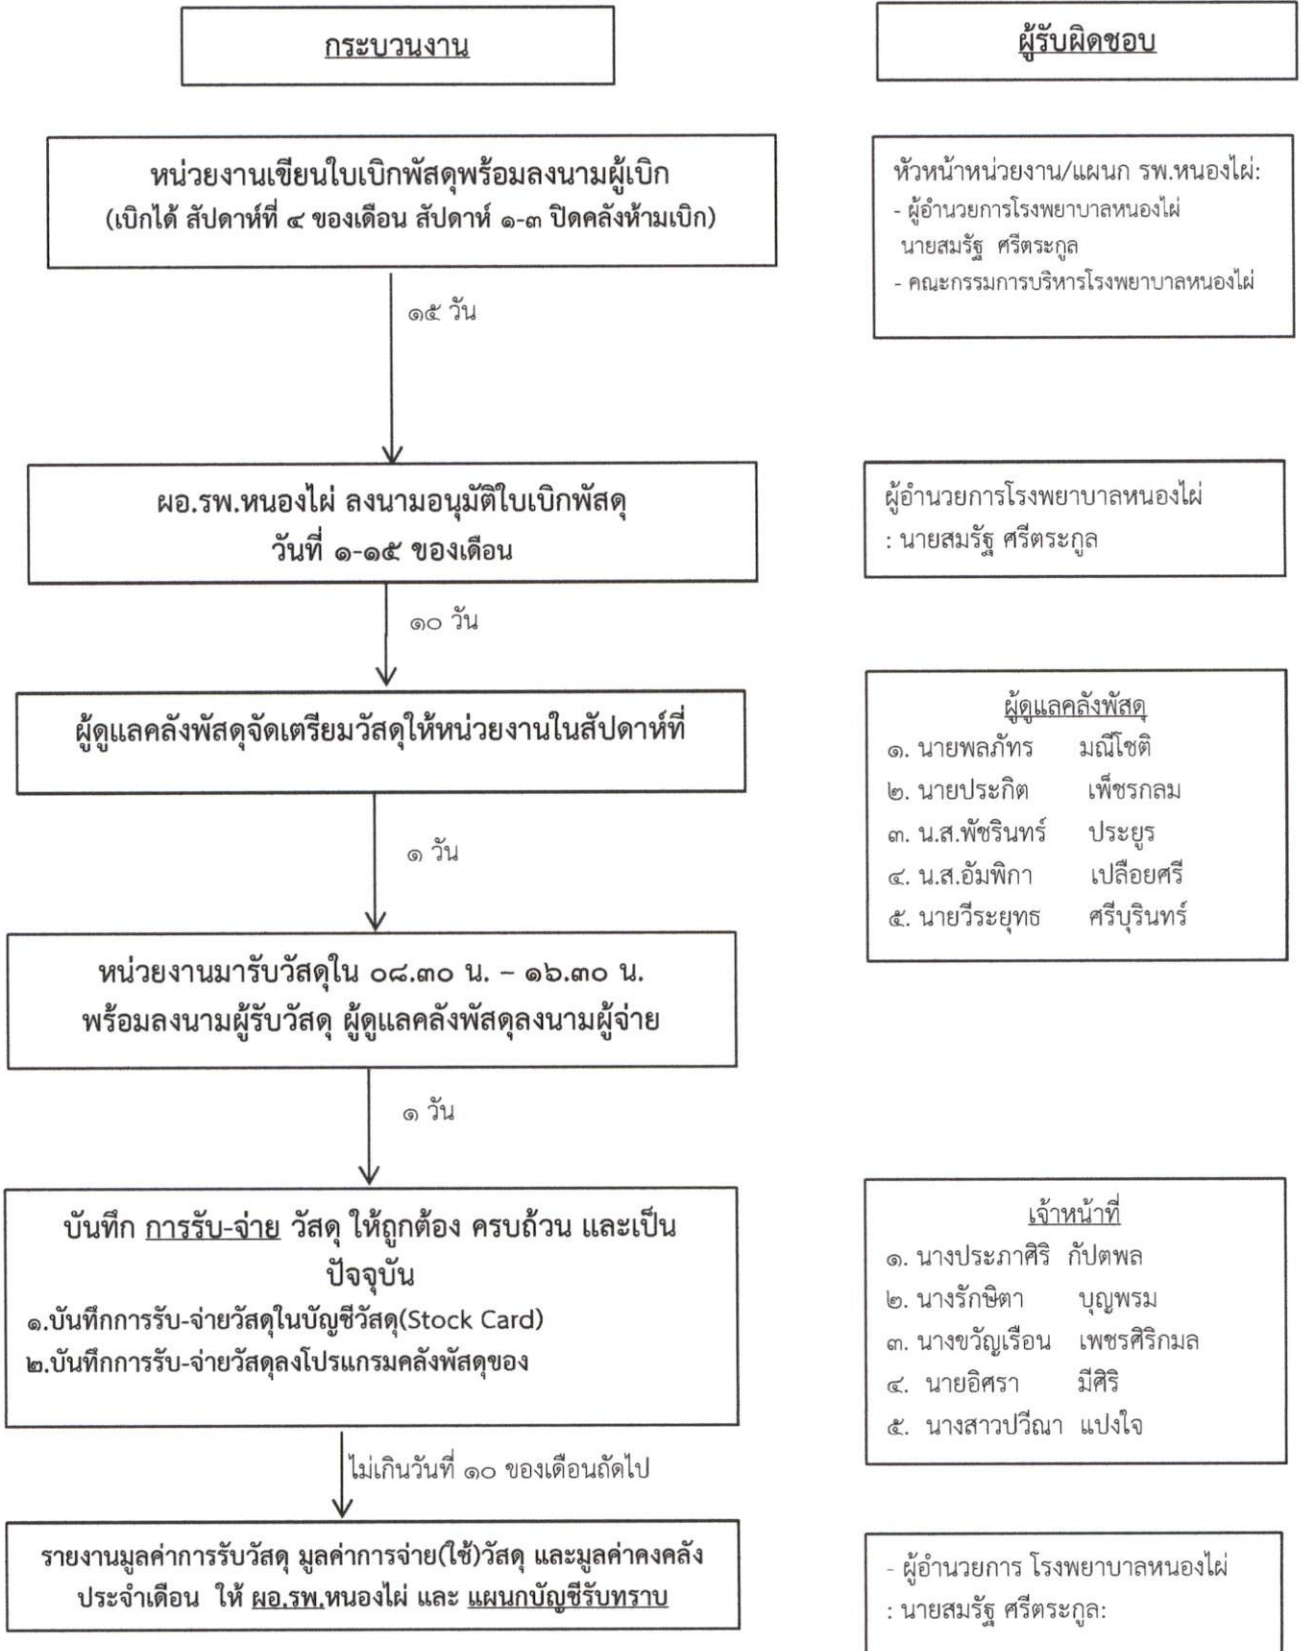 กระบวนงาน
ผู้รับผิดชอบ
หน่วยงานเขียนใบเบิกพัสดุพร้อมลงนามผู้เบิก
(เบิกได้ สัปดาห์ที่ ๔ ของเดือน สัปดาห์ ๑-๓ ปิดคลังห้ามเบิก)
หัวหน้าหน่วยงาน/แผนก รพ.หนองไผ่:
- ผู้อำนวยการโรงพยาบาลหนองไผ่
นายสมรัฐ ศรีตระกูล
- คณะกรรมการบริหารโรงพยาบาลหนองไผ่
๑๕ วัน
ผอ.รพ.หนองไผ่ ลงนามอนุมัติใบเบิกพัสดุ
วันที่ ๑-๑๕ ของเดือน
ผู้อำนวยการโรงพยาบาลหนองไผ่
: นายสมรัฐ ศรีตระกูล
๑๐ วัน
ผู้ดูแลคลังพัสดุจัดเตรียมวัสดุให้หน่วยงานในสัปดาห์ที่
ผู้ดูแลคลังพัสดุ
๑. นายพลภัทร มณีโชติ
๒. นายประกิต เพ็ชรกลม
๓. น.ส.พัชรินทร์ ประยูร
๔. น.ส.อัมพิกา เปลือยศรี
๕. นายวีระยุทธ ศรีบุรินทร์
๑ วัน
หน่วยงานมารับวัสดุใน ๐๘.๓๐ น. – ๑๖.๓๐ น.
พร้อมลงนามผู้รับวัสดุ ผู้ดูแลคลังพัสดุลงนามผู้จ่าย
๑ วัน
บันทึก การรับ-จ่าย วัสดุ ให้ถูกต้อง ครบถ้วน และเป็น
ปัจจุบัน
๑.บันทึกการรับ-จ่ายวัสดุในบัญชีวัสดุ(Stock Card)
๒.บันทึกการรับ-จ่ายวัสดุลงโปรแกรมคลังพัสดุของ
เจ้าหน้าที่
๑. นางประภาศิริ กัปตพล
๒. นางรักษิตา บุญพรม
๓. นางขวัญเรือน เพชรศิริกมล
๔. นายอิศรา มีศิริ
๕. นางสาวปวีณา แปงใจ
ไม่เกินวันที่ ๑๐ ของเดือนถัดไป
รายงานมูลค่าการรับวัสดุ มูลค่าการจ่าย(ใช้)วัสดุ และมูลค่าคงคลัง
ประจำเดือน ให้ ผอ.รพ.หนองไผ่ และ แผนกบัญชีรับทราบ
- ผู้อำนวยการ โรงพยาบาลหนองไผ่
: นายสมรัฐ ศรีตระกูล: